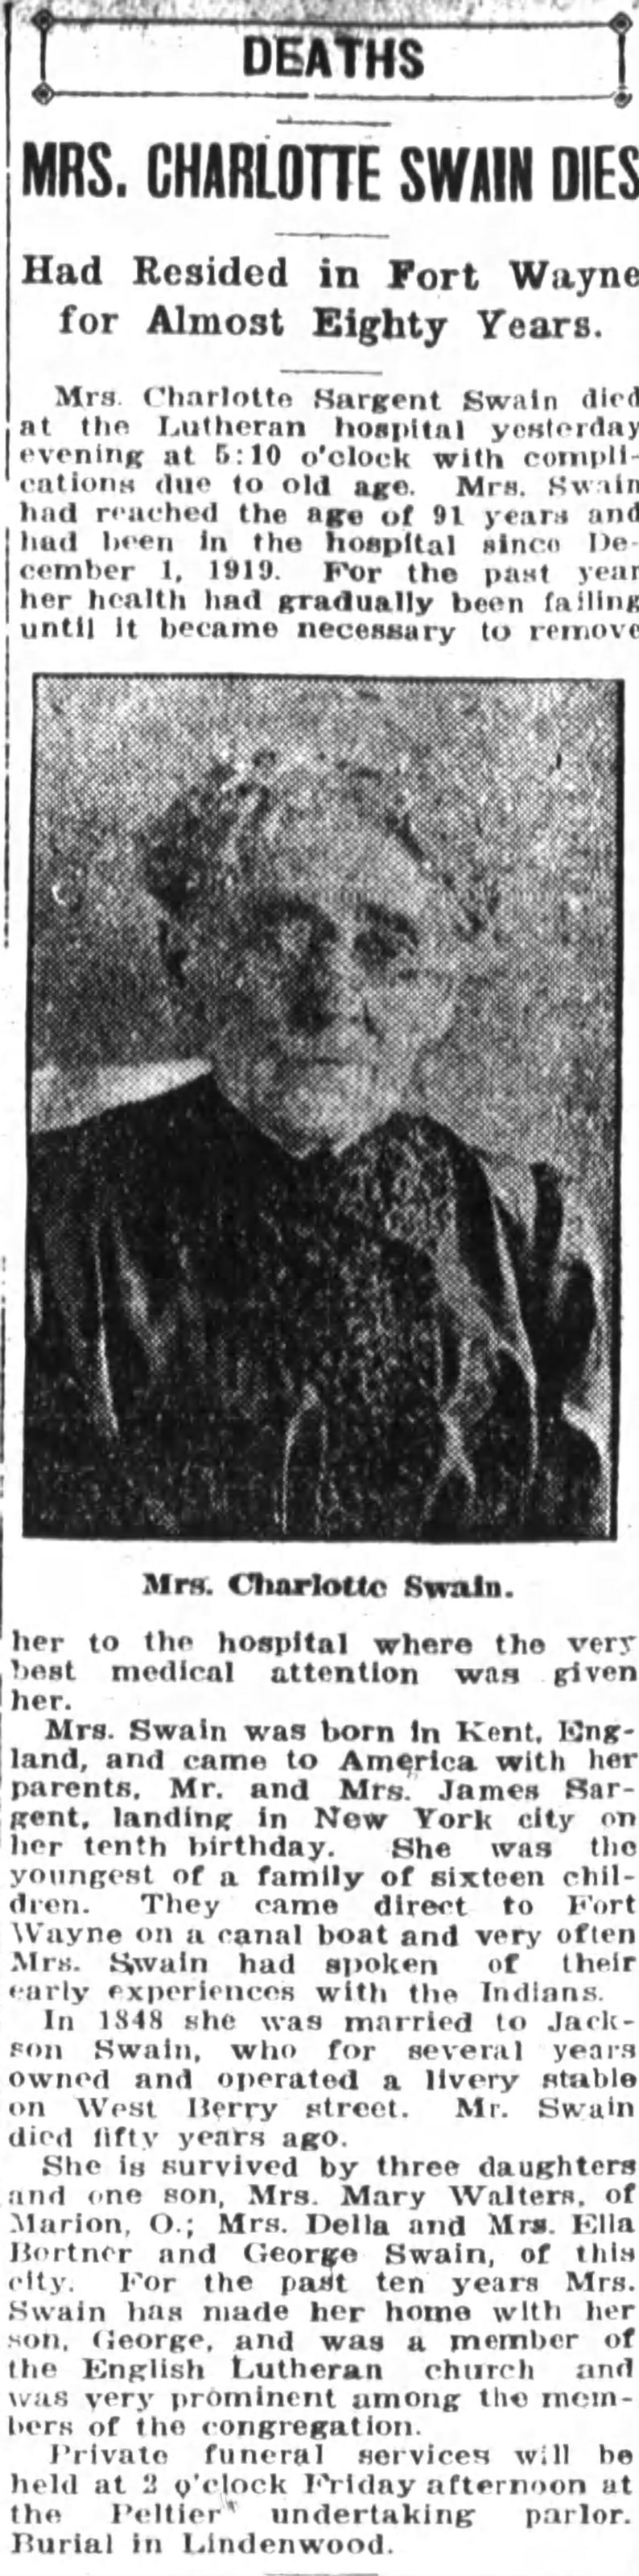 DEATHS
MRS. CHARLOTTE SWAIN DIES
Had Resided in Fort Wayne
for Almost Eighty Years.
Mrs. Charlotte Sargent Swain died
at the Lutheran hospital yesterday
evening at 5:10 o'clock with compli-
cations due to old age. Mrs. Swain
had reached the age of 91 years and
had been in the hospital since De-
cember 1, 1919. For the past year
her health had gradually been failing
until it became necessary to remove
Mrs. Charlotte Swain.
her to the hospital where the very
best medical attention was given
her.
Mrs. Swain was born in Kent, Eng-
land, and came to America with her
parents, Mr. and Mrs. James Sar-
gent, landing in New York city on
her tenth birthday. She was the
youngest of a family of sixteen chil-
dren. They came direct to Fort
Wayne on a canal boat and very often
Mrs. Swain had spoken of their
early experiences with the Indians.
In 1848 she was married to Jack-
son Swain, who for several years
owned and operated a livery stable
on West Berry street. Mr. Swain
died fifty years ago.
She is survived by three daughters
and one son, Mrs. Mary Walters, of
Marion, O.; Mrs. Della and Mrs. Ella
Bortner and George Swain, of this
city. For the past ten years Mrs.
Swain has made her home with her
son, George, and was a member of
the English Lutheran church and
was very prominent among the mem-
bers of the congregation.
Private funeral services will be
held at 2 o'clock Friday afternoon at
the Peltier undertaking parlor.
Burial in Lindenwood.